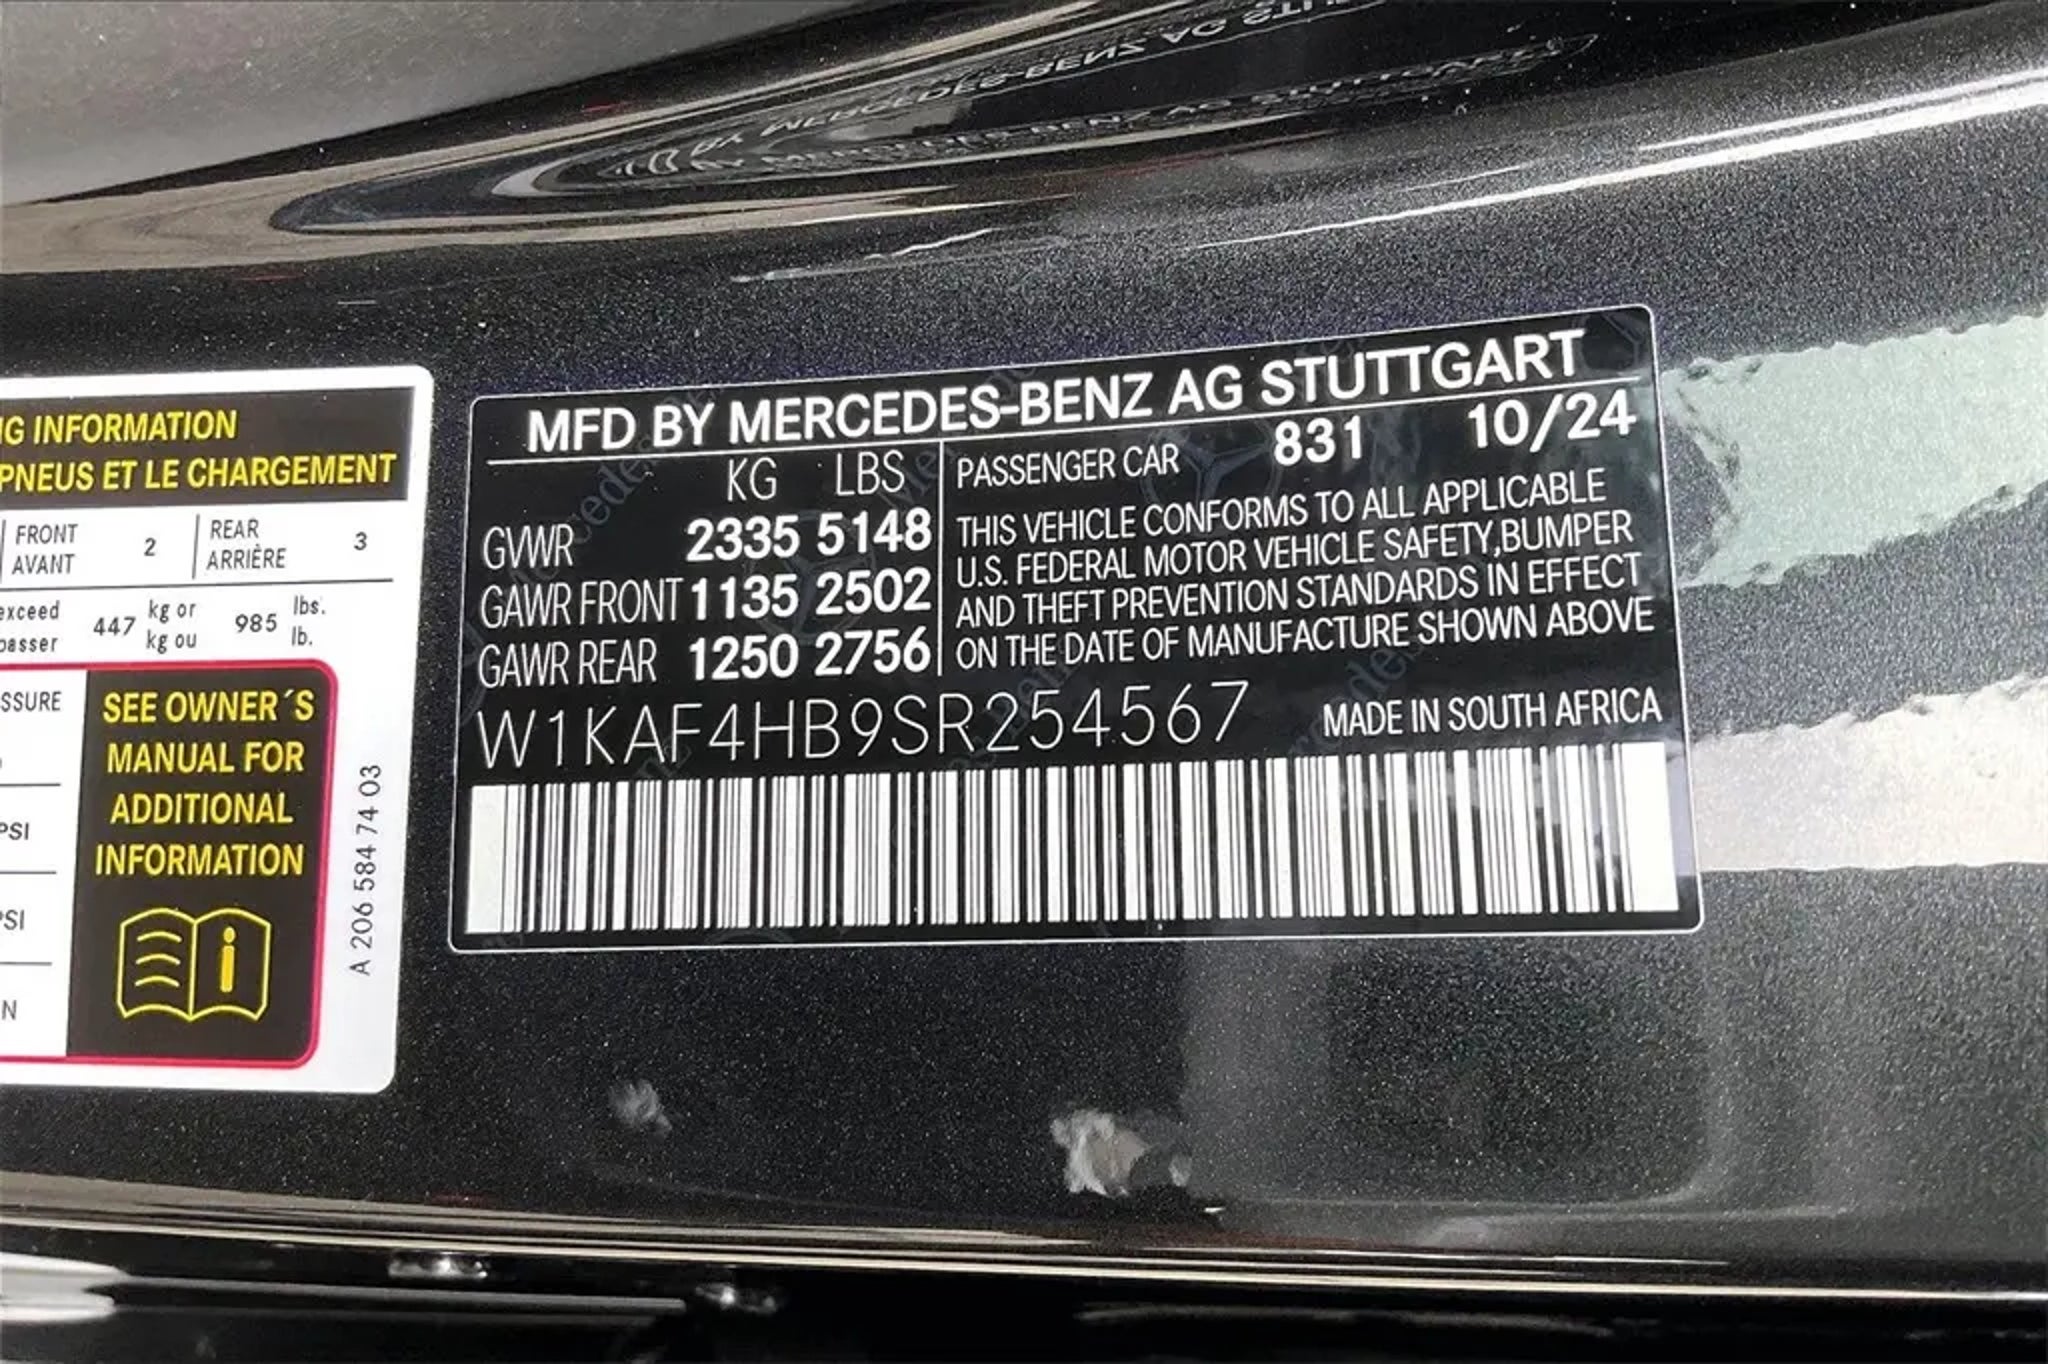 MFD BY MERCEDES-BENZ AG STUTTGART
KG LBS
GVWR 2335 5148
GAWR FRONT 1135 2502
GAWR REAR 1250 2756
PASSENGER CAR 831 10/24
THIS VEHICLE CONFORMS TO ALL APPLICABLE
U.S. FEDERAL MOTOR VEHICLE SAFETY,BUMPER
AND THEFT PREVENTION STANDARDS IN EFFECT
ON THE DATE OF MANUFACTURE SHOWN ABOVE
W1KAF4HB9SR254567 MADE IN SOUTH AFRICA
INFORMATION
PNEUS ET LE CHARGEMENT
FRONT
AVANT
2
REAR
ARRIÈRE
3
exceed 447 kg or 985 lbs.
kg ou lb.
SEE OWNER´S
MANUAL FOR
ADDITIONAL
INFORMATION
PSI
PSI
A 206 584 74 03